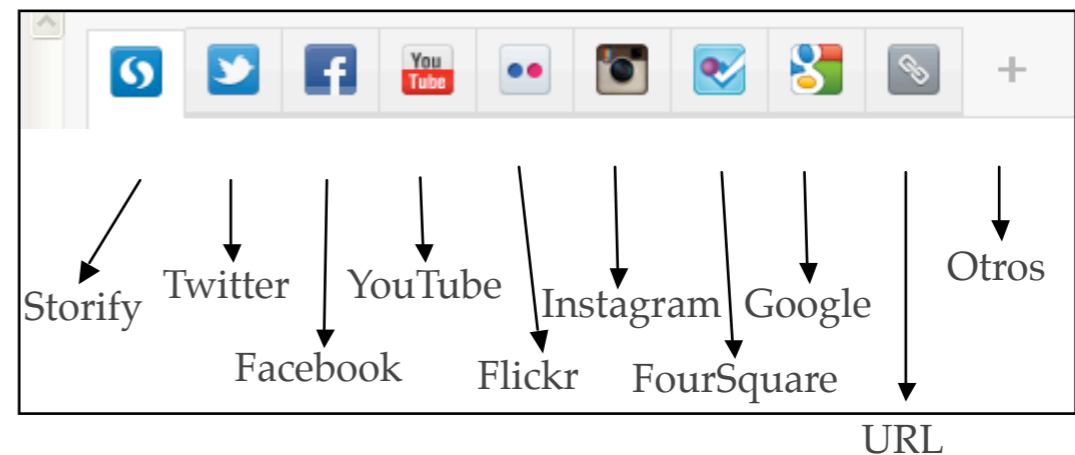 You
Tube
Storify
Twitter
Facebook
YouTube
Flickr
Instagram
FourSquare
Google
URL
Otros